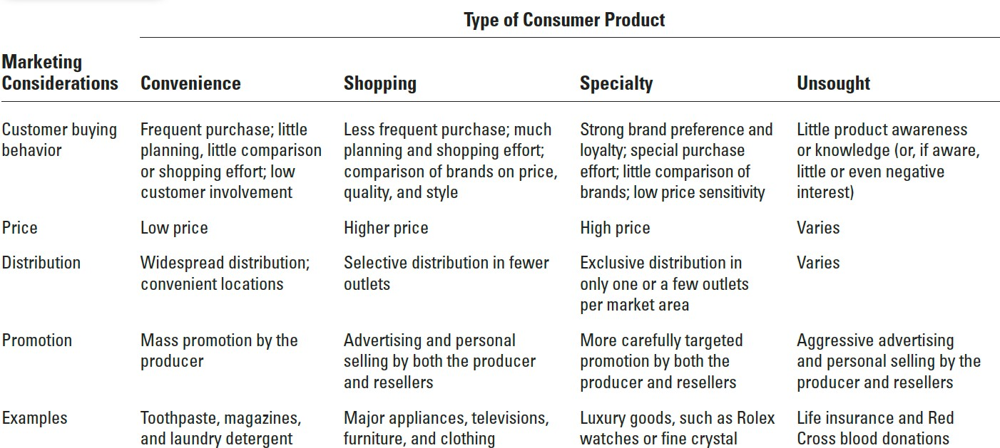 Type of Consumer Product
Marketing
Considerations Convenience Shopping Specialty Unsought
Customer buying Frequent purchase; little Less frequent purchase; much Strong brand preference and Little product awareness
behavior planning, little comparison planning and shopping effort; loyalty; special purchase or knowledge (or, if aware,
or shopping effort; low comparison of brands on price, effort; little comparison of little or even negative
customer involvement quality, and style brands; low price sensitivity interest)
Price Low price Higher price High price Varies
Distribution Widespread distribution; Selective distribution in fewer Exclusive distribution in Varies
convenient locations outlets only one or a few outlets
per market area
Promotion Mass promotion by the Advertising and personal More carefully targeted Aggressive advertising
producer selling by both the producer promotion by both the and personal selling by the
and resellers producer and resellers producer and resellers
Examples Toothpaste, magazines, Major appliances, televisions, Luxury goods, such as Rolex Life insurance and Red
and laundry detergent furniture, and clothing watches or fine crystal Cross blood donations